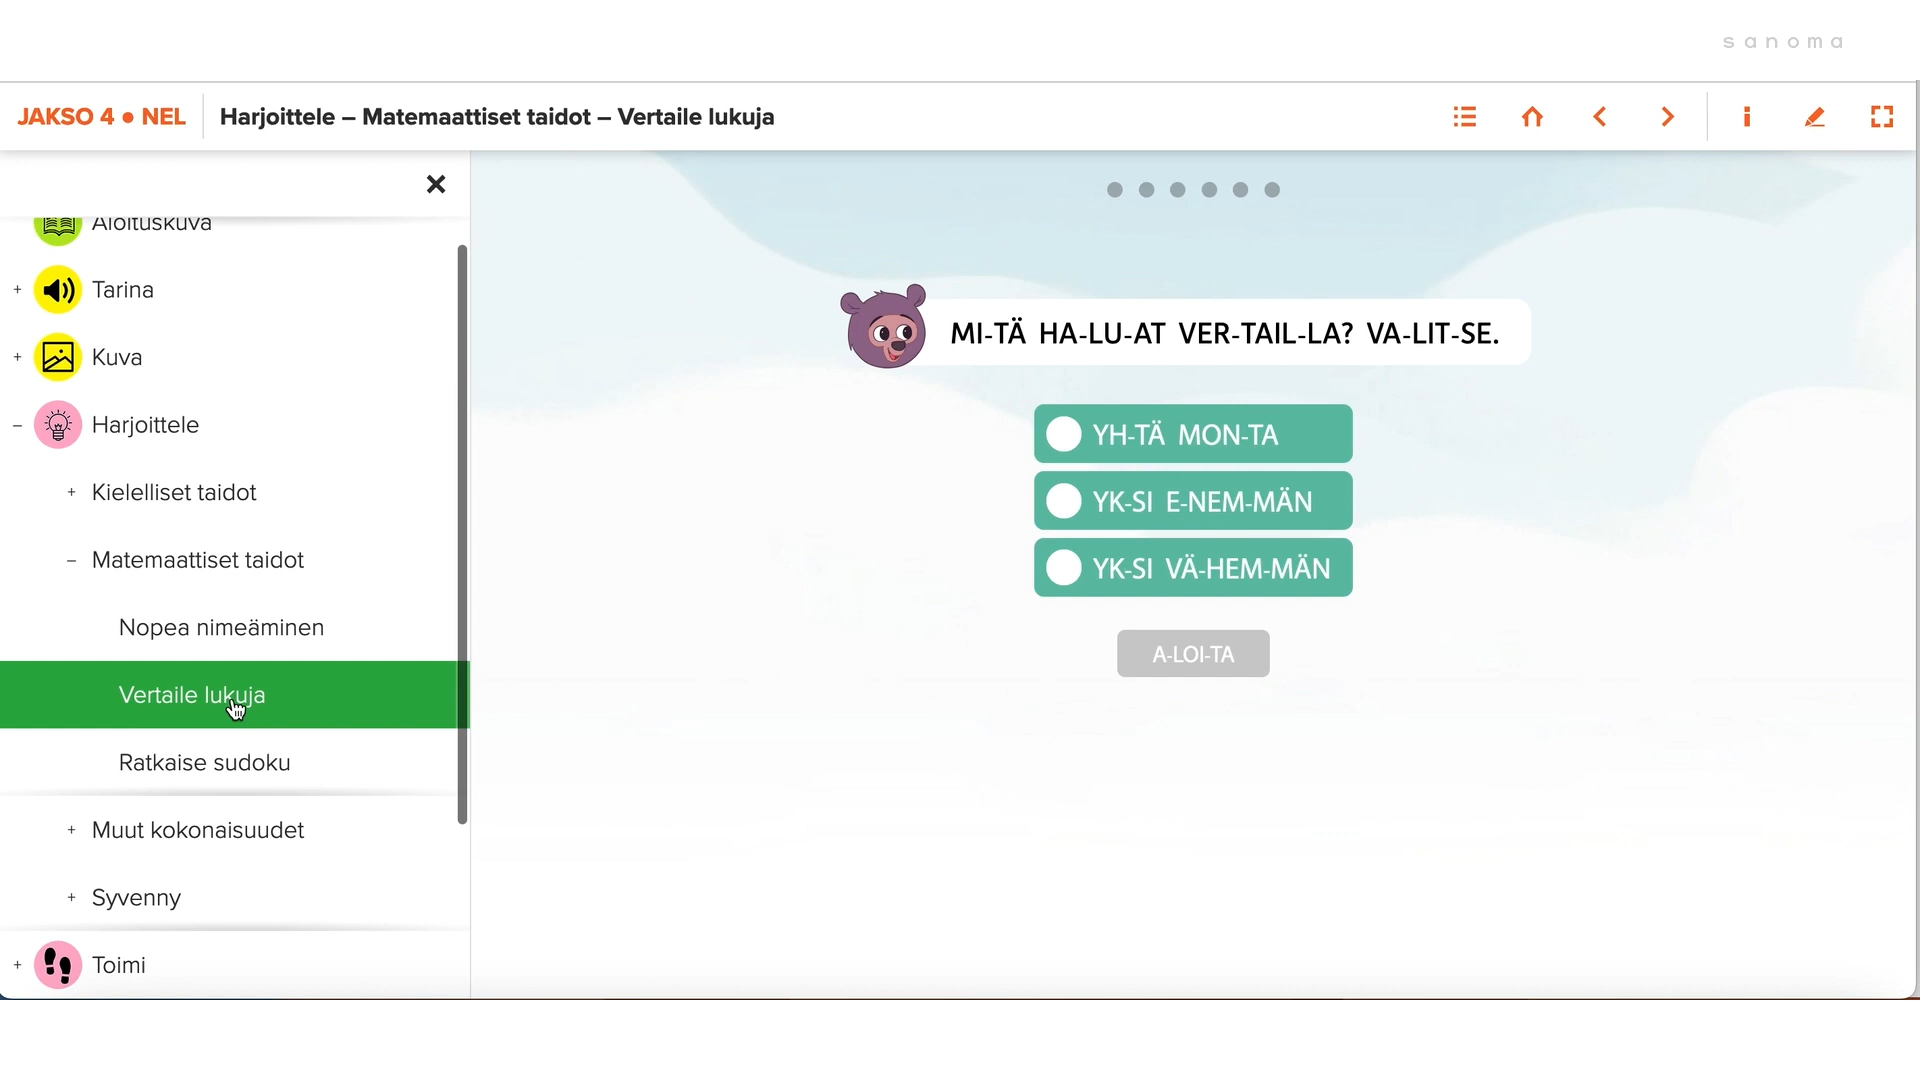 sanoma
JAKSO 4 • NEL
Harjoittele – Matemaattiset taidot – Vertaile lukuja
Aloituskuva
+ Tarina
+ Kuva
– Harjoittele
+ Kielelliset taidot
– Matemaattiset taidot
Nopea nimeäminen
Vertaile lukuja
Ratkaise sudoku
+ Muut kokonaisuudet
+ Syvenny
+ Toimi
MI-TÄ HA-LU-AT VER-TAIL-LA? VA-LIT-SE.
YH-TÄ MON-TA
YK-SI E-NEM-MÄN
YK-SI VÄ-HEM-MÄN
A-LOI-TA